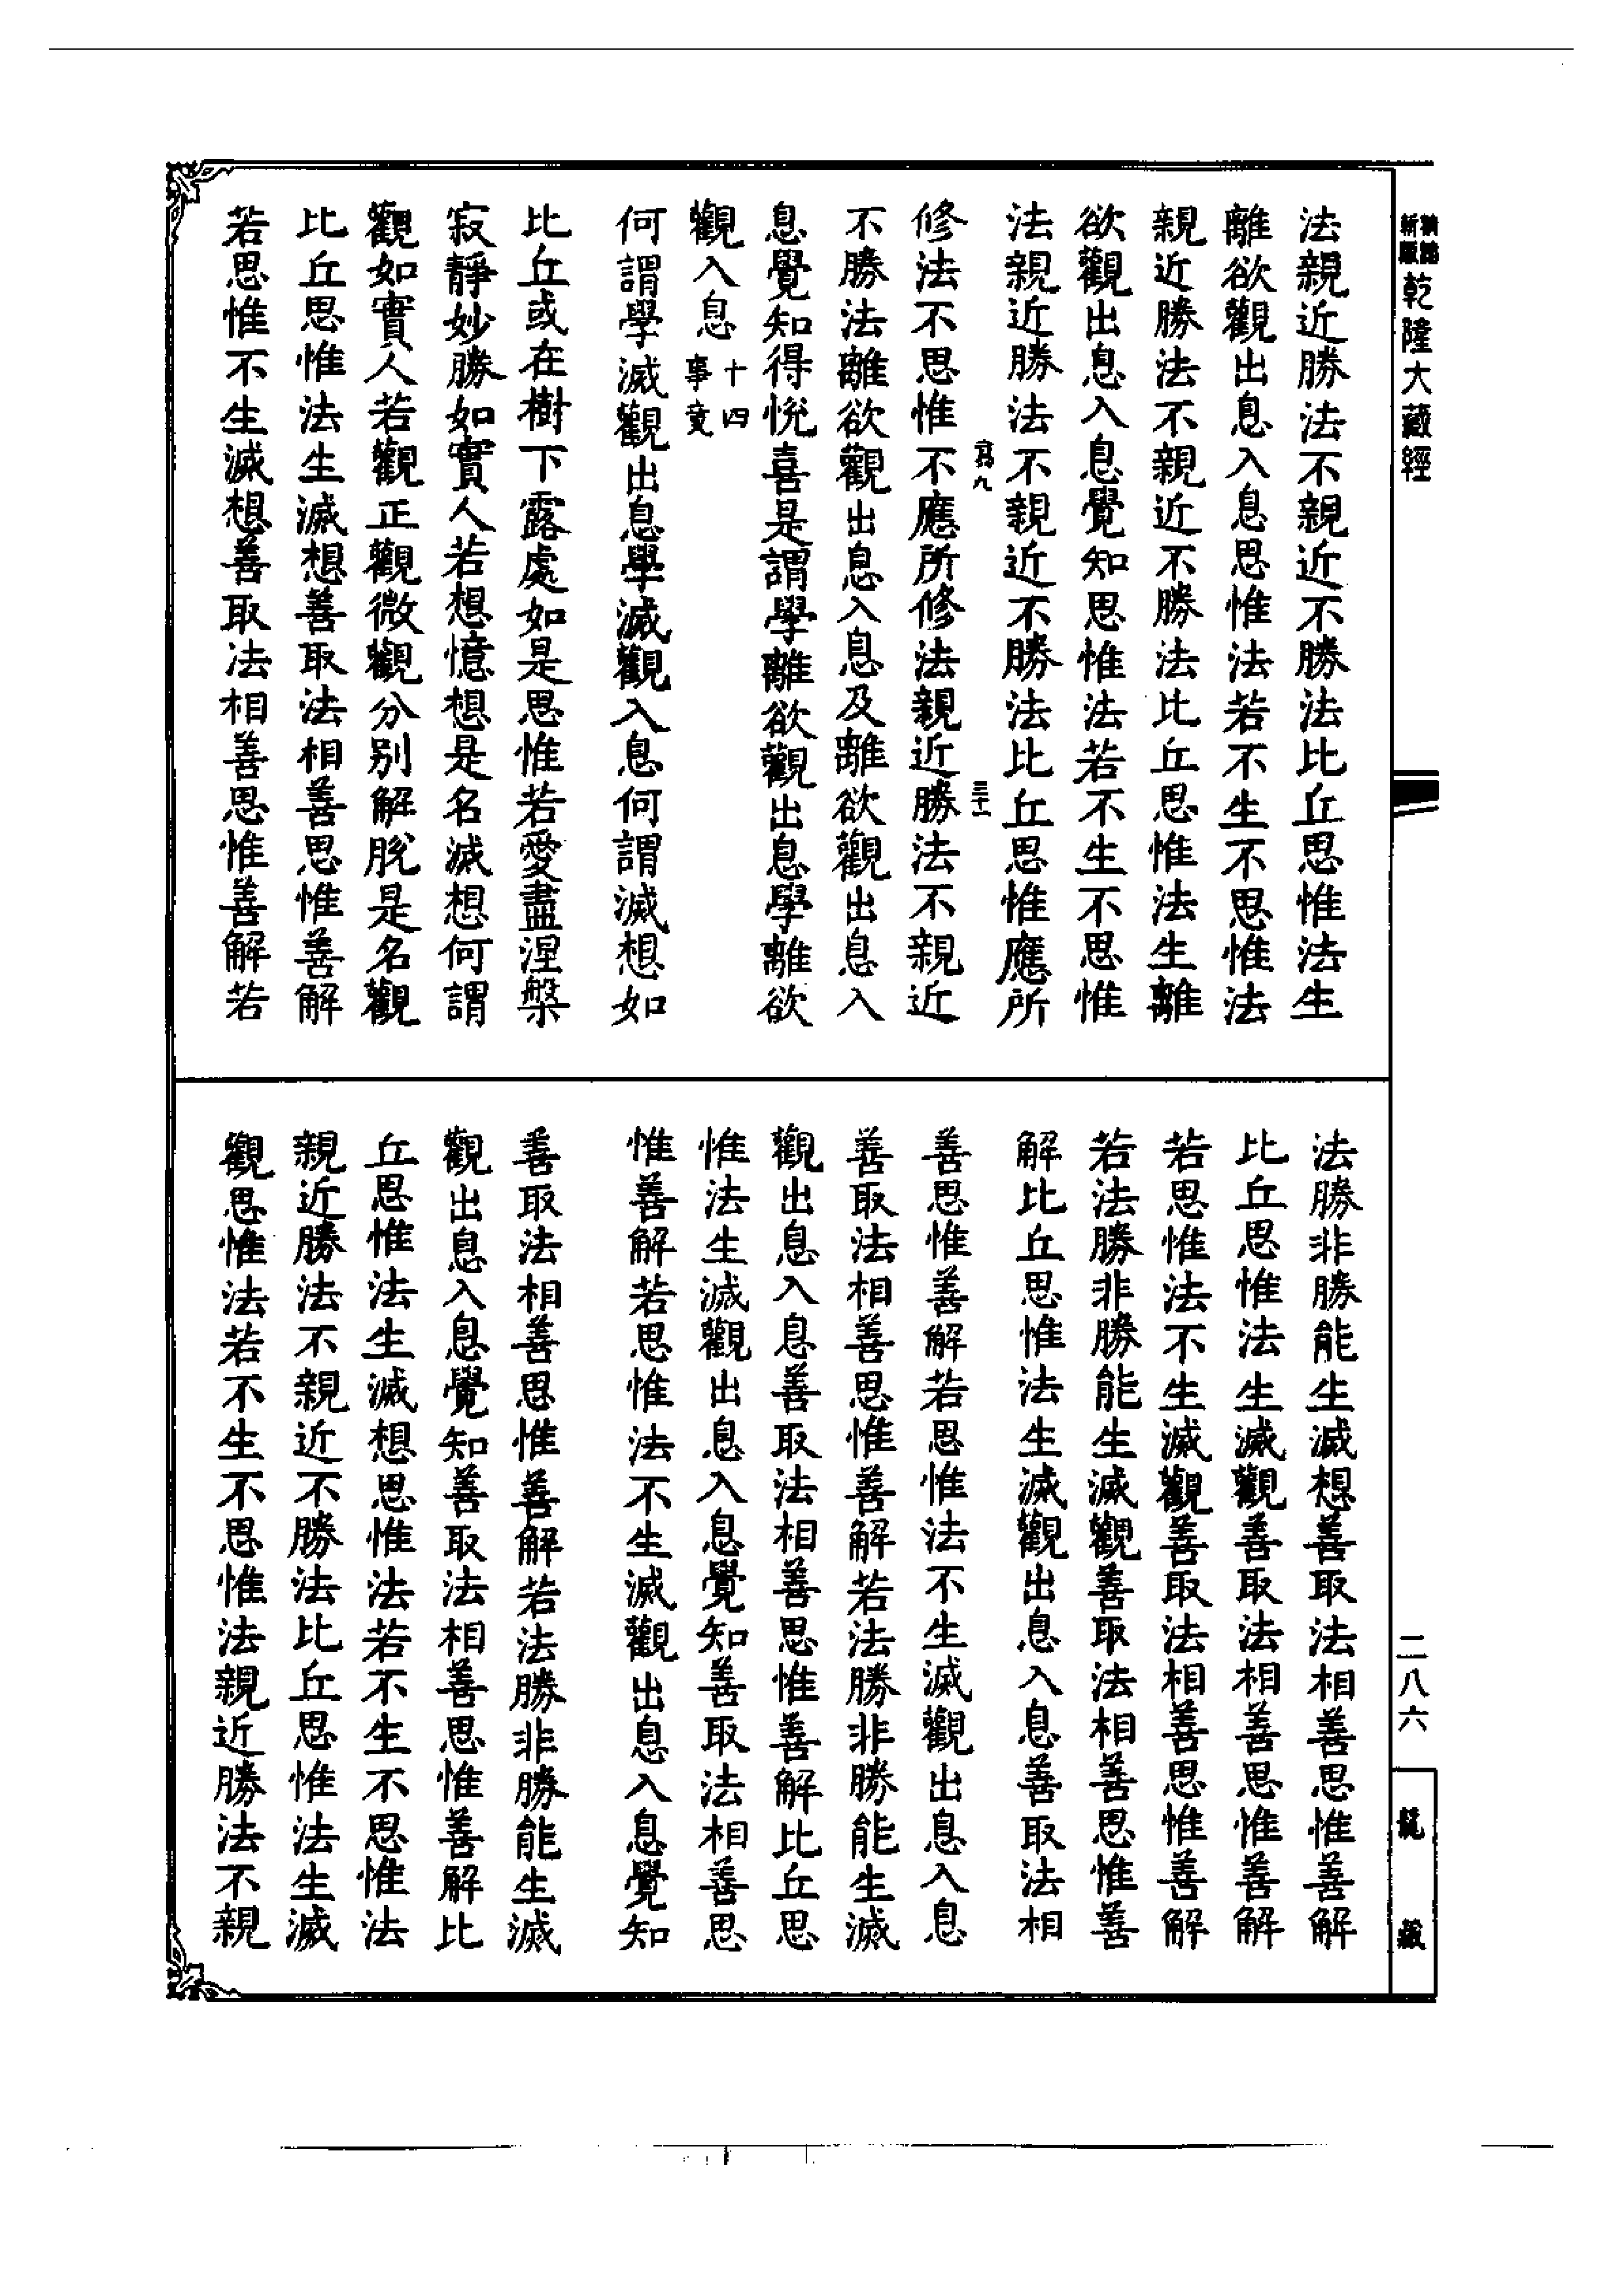 乾隆大藏經
法親近勝法不親近不勝法比丘思惟法生
離欲觀出息入息思惟法若不生不思惟法
親近勝法不親近不勝法比丘思惟法生離
欲觀出息入息覺知思惟法若不生不思惟
法親近勝法不親近不勝法比丘思惟應所
修法不思惟不應所修法親近勝法不親近
不勝法離欲觀出息入息及離欲觀出息入
息覺知得悅喜是謂學離欲觀出息學離欲
觀入息十四事竟
何謂學滅觀出息學滅觀入息何謂滅想如
比丘或在樹下露處如是思惟若愛盡涅槃
寂靜妙勝如實人若想憶想是名滅想何謂
觀如實人若觀正觀微觀分別解脫是名觀
比丘思惟法生滅想善取法相善思惟善解
若思惟不生滅想善取法相善思惟善解若
法勝非勝能生滅想善取法相善思惟善解
比丘思惟法生滅觀善取法相善思惟善解
若思惟法不生滅觀善取法相善思惟善解
若法勝非勝能生滅觀善取法相善思惟善
解比丘思惟法生滅觀出息入息善取法相
善思惟善解若思惟法不生滅觀出息入息
善取法相善思惟善解若法勝非勝能生滅
觀出息入息善取法相善思惟善解比丘思
惟法生滅觀出息入息覺知善取法相善思
惟善解若思惟法不生滅觀出息入息覺知
善取法相善思惟善解若法勝非勝能生滅
觀出息入息覺知善取法相善思惟善解比
丘思惟法生滅想思惟法若不生不思惟法
親近勝法不親近不勝法比丘思惟法生滅
觀思惟法若不生不思惟法親近勝法不親
二八六
龍藏